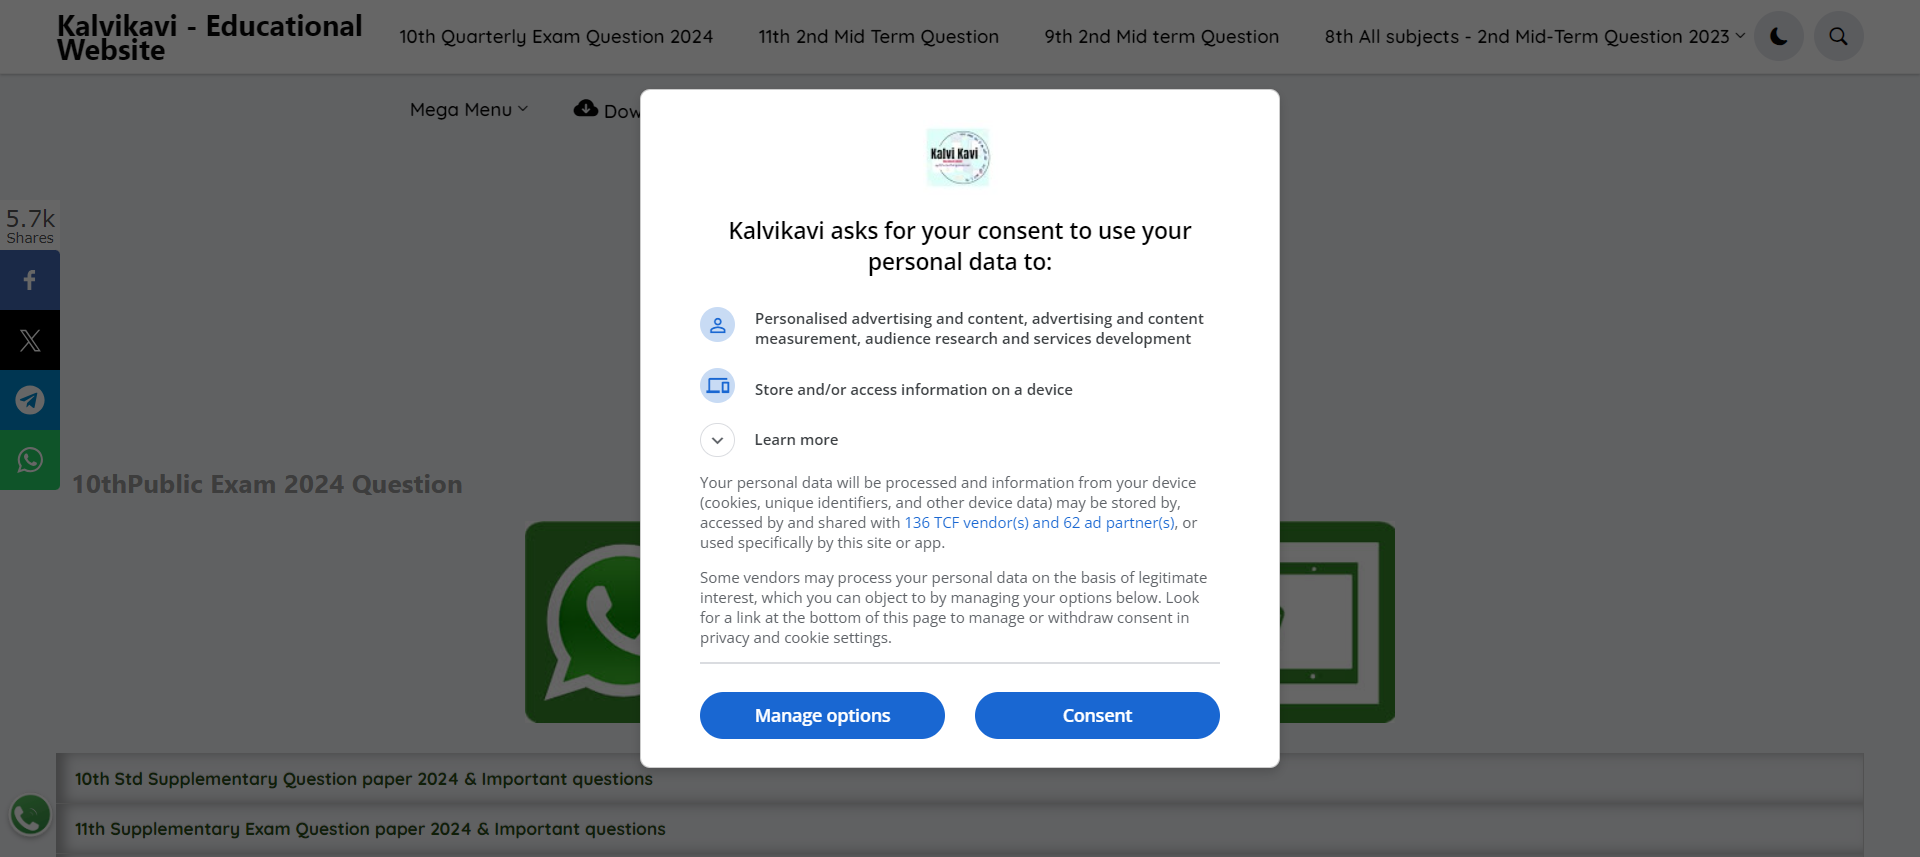 Kalvikavi - Educational
Website
10th Quarterly Exam Question 2024
11th 2nd Mid Term Question
9th 2nd Mid term Question
8th All subjects - 2nd Mid-Term Question 2023
Mega Menu
Dow
5.7k
Shares
Kalvi Kavi
Kalvikavi asks for your consent to use your
personal data to:
Personalised advertising and content, advertising and content
measurement, audience research and services development
Store and/or access information on a device
Learn more
Your personal data will be processed and information from your device
(cookies, unique identifiers, and other device data) may be stored by,
accessed by and shared with 136 TCF vendor(s) and 62 ad partner(s), or
used specifically by this site or app.
Some vendors may process your personal data on the basis of legitimate
interest, which you can object to by managing your options below. Look
for a link at the bottom of this page to manage or withdraw consent in
privacy and cookie settings.
Manage options
Consent
10thPublic Exam 2024 Question
10th Std Supplementary Question paper 2024 & Important questions
11th Supplementary Exam Question paper 2024 & Important questions